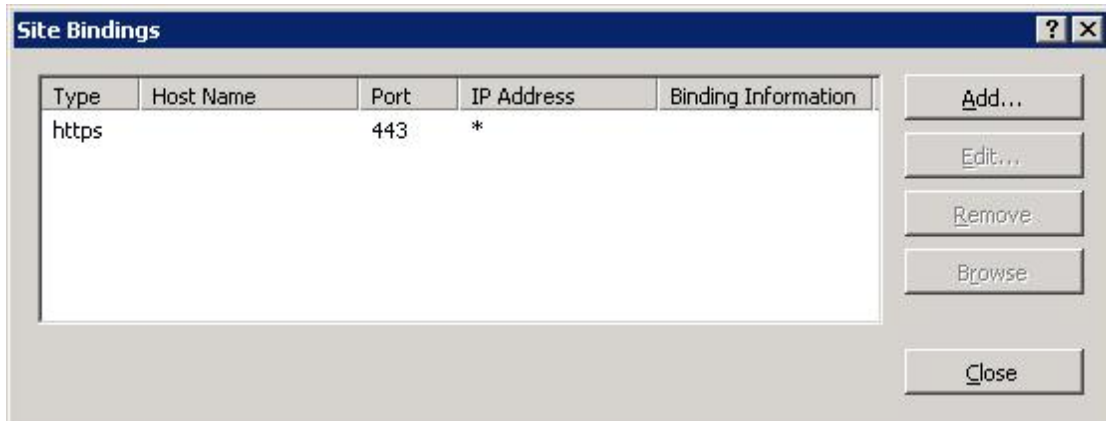 Site Bindings
Type Host Name Port IP Address Binding Information
https 443 *
Add...
Edit...
Remove
Browse
Close